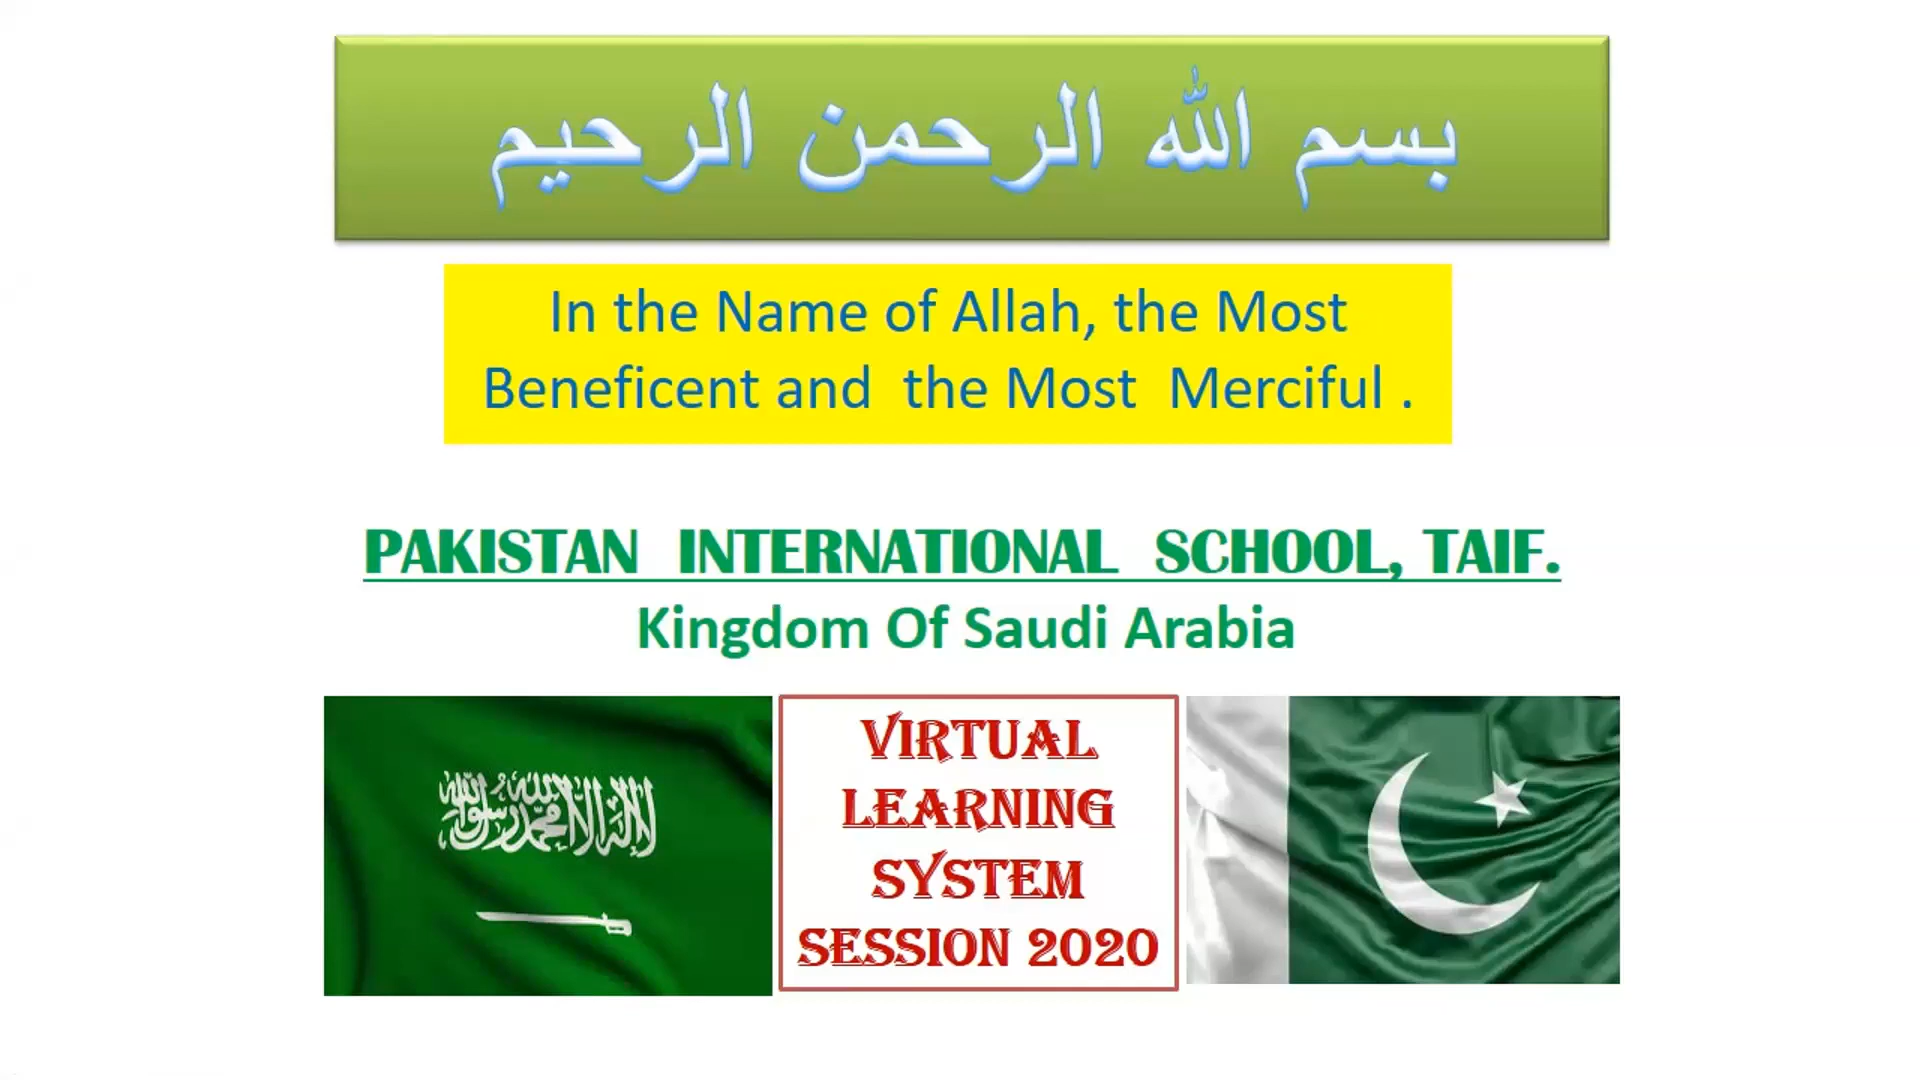 بسم الله الرحمن الرحيم
In the Name of Allah, the Most
Beneficent and the Most Merciful .
PAKISTAN INTERNATIONAL SCHOOL, TAIF.
Kingdom Of Saudi Arabia
لا إله إلا الله محمد رسول الله
VIRTUAL
LEARNING
SYSTEM
SESSION 2020